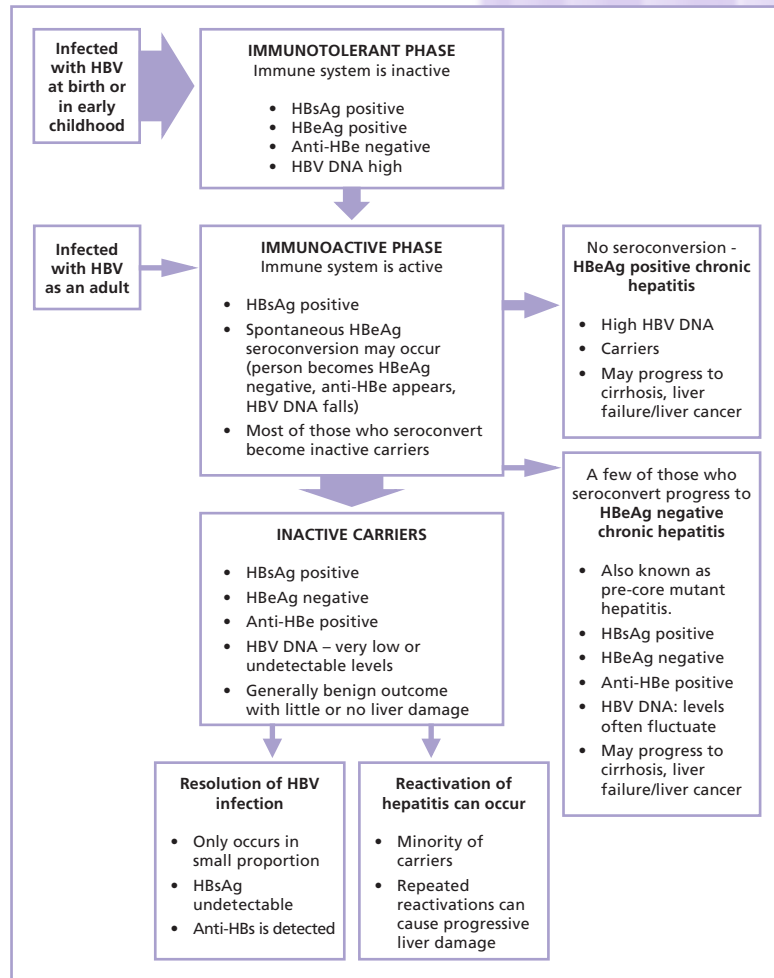 Infected
with HBV
at birth or
in early
childhood
IMMUNOTOLERANT PHASE
Immune system is inactive
• HBsAg positive
• HBeAg positive
• Anti-HBe negative
• HBV DNA high
Infected
with HBV
as an adult
IMMUNOACTIVE PHASE
Immune system is active
• HBsAg positive
• Spontaneous HBeAg
seroconversion may occur
(person becomes HBeAg
negative, anti-HBe appears,
HBV DNA falls)
• Most of those who seroconvert
become inactive carriers
No seroconversion -
HBeAg positive chronic
hepatitis
• High HBV DNA
• Carriers
• May progress to
cirrhosis, liver
failure/liver cancer
A few of those who
seroconvert progress to
HBeAg negative
chronic hepatitis
• Also known as
pre-core mutant
hepatitis.
• HBsAg positive
• HBeAg negative
• Anti-HBe positive
• HBV DNA: levels
often fluctuate
• May progress to
cirrhosis, liver
failure/liver cancer
INACTIVE CARRIERS
• HBsAg positive
• HBeAg negative
• Anti-HBe positive
• HBV DNA – very low or
undetectable levels
• Generally benign outcome
with little or no liver damage
Resolution of HBV
infection
• Only occurs in
small proportion
• HBsAg
undetectable
• Anti-HBs is detected
Reactivation of
hepatitis can occur
• Minority of
carriers
• Repeated
reactivations can
cause progressive
liver damage